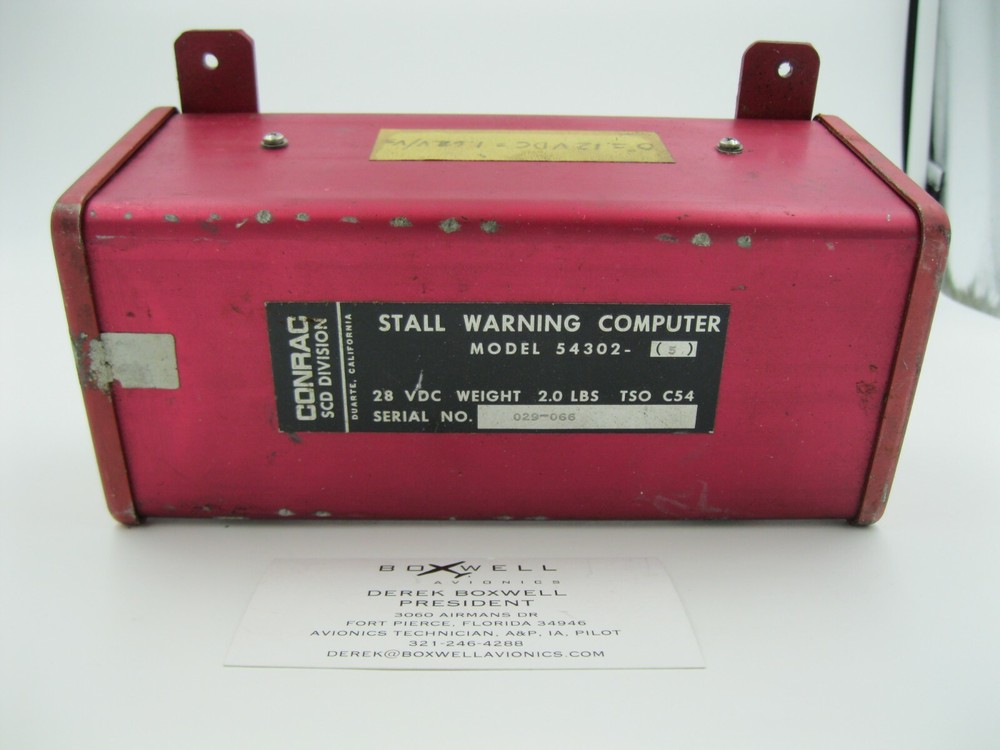 CONRAC
SCD DIVISION
DUARTE, CALIFORNIA
STALL WARNING COMPUTER
MODEL 54302-
28 VDC WEIGHT 2.0 LBS TSO C54
SERIAL NO. 029-066
BOXWELL
AVIONICS
DEREK BOXWELL
PRESIDENT
3060 AIRMANS DR
FORT PIERCE, FLORIDA 34946
AVIONICS TECHNICIAN, A&P, IA, PILOT
321-246-4288
DEREK@BOXWELLAVIONICS.COM